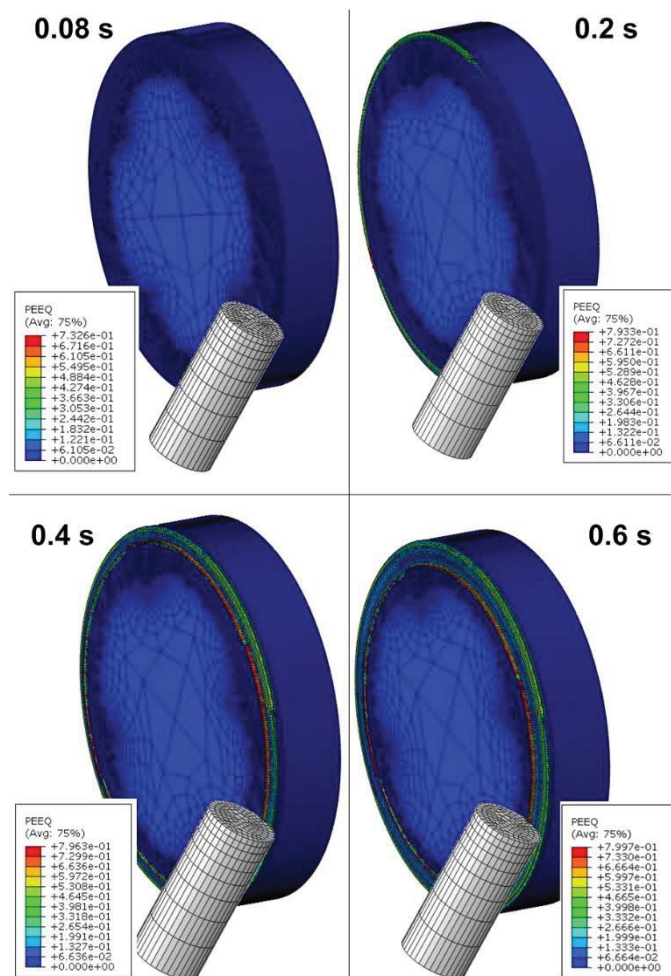 0.08 s
PEEQ
(Avg: 75%)
+7.326e-01
+6.716e-01
+6.105e-01
+5.495e-01
+4.884e-01
+4.274e-01
+3.663e-01
+3.053e-01
+2.442e-01
+1.832e-01
+1.221e-01
+6.105e-02
+0.000e+00
0.2 s
PEEQ
(Avg: 75%)
+7.933e-01
+7.272e-01
+6.611e-01
+5.950e-01
+5.289e-01
+4.628e-01
+3.967e-01
+3.306e-01
+2.644e-01
+1.983e-01
+1.322e-01
+6.611e-02
+0.000e+00
0.4 s
PEEQ
(Avg: 75%)
+7.963e-01
+7.299e-01
+6.636e-01
+5.972e-01
+5.308e-01
+4.645e-01
+3.981e-01
+3.318e-01
+2.654e-01
+1.991e-01
+1.327e-01
+6.636e-02
+0.000e+00
0.6 s
PEEQ
(Avg: 75%)
+7.997e-01
+7.330e-01
+6.664e-01
+5.997e-01
+5.331e-01
+4.665e-01
+3.998e-01
+3.332e-01
+2.666e-01
+1.999e-01
+1.333e-01
+6.664e-02
+0.000e+00